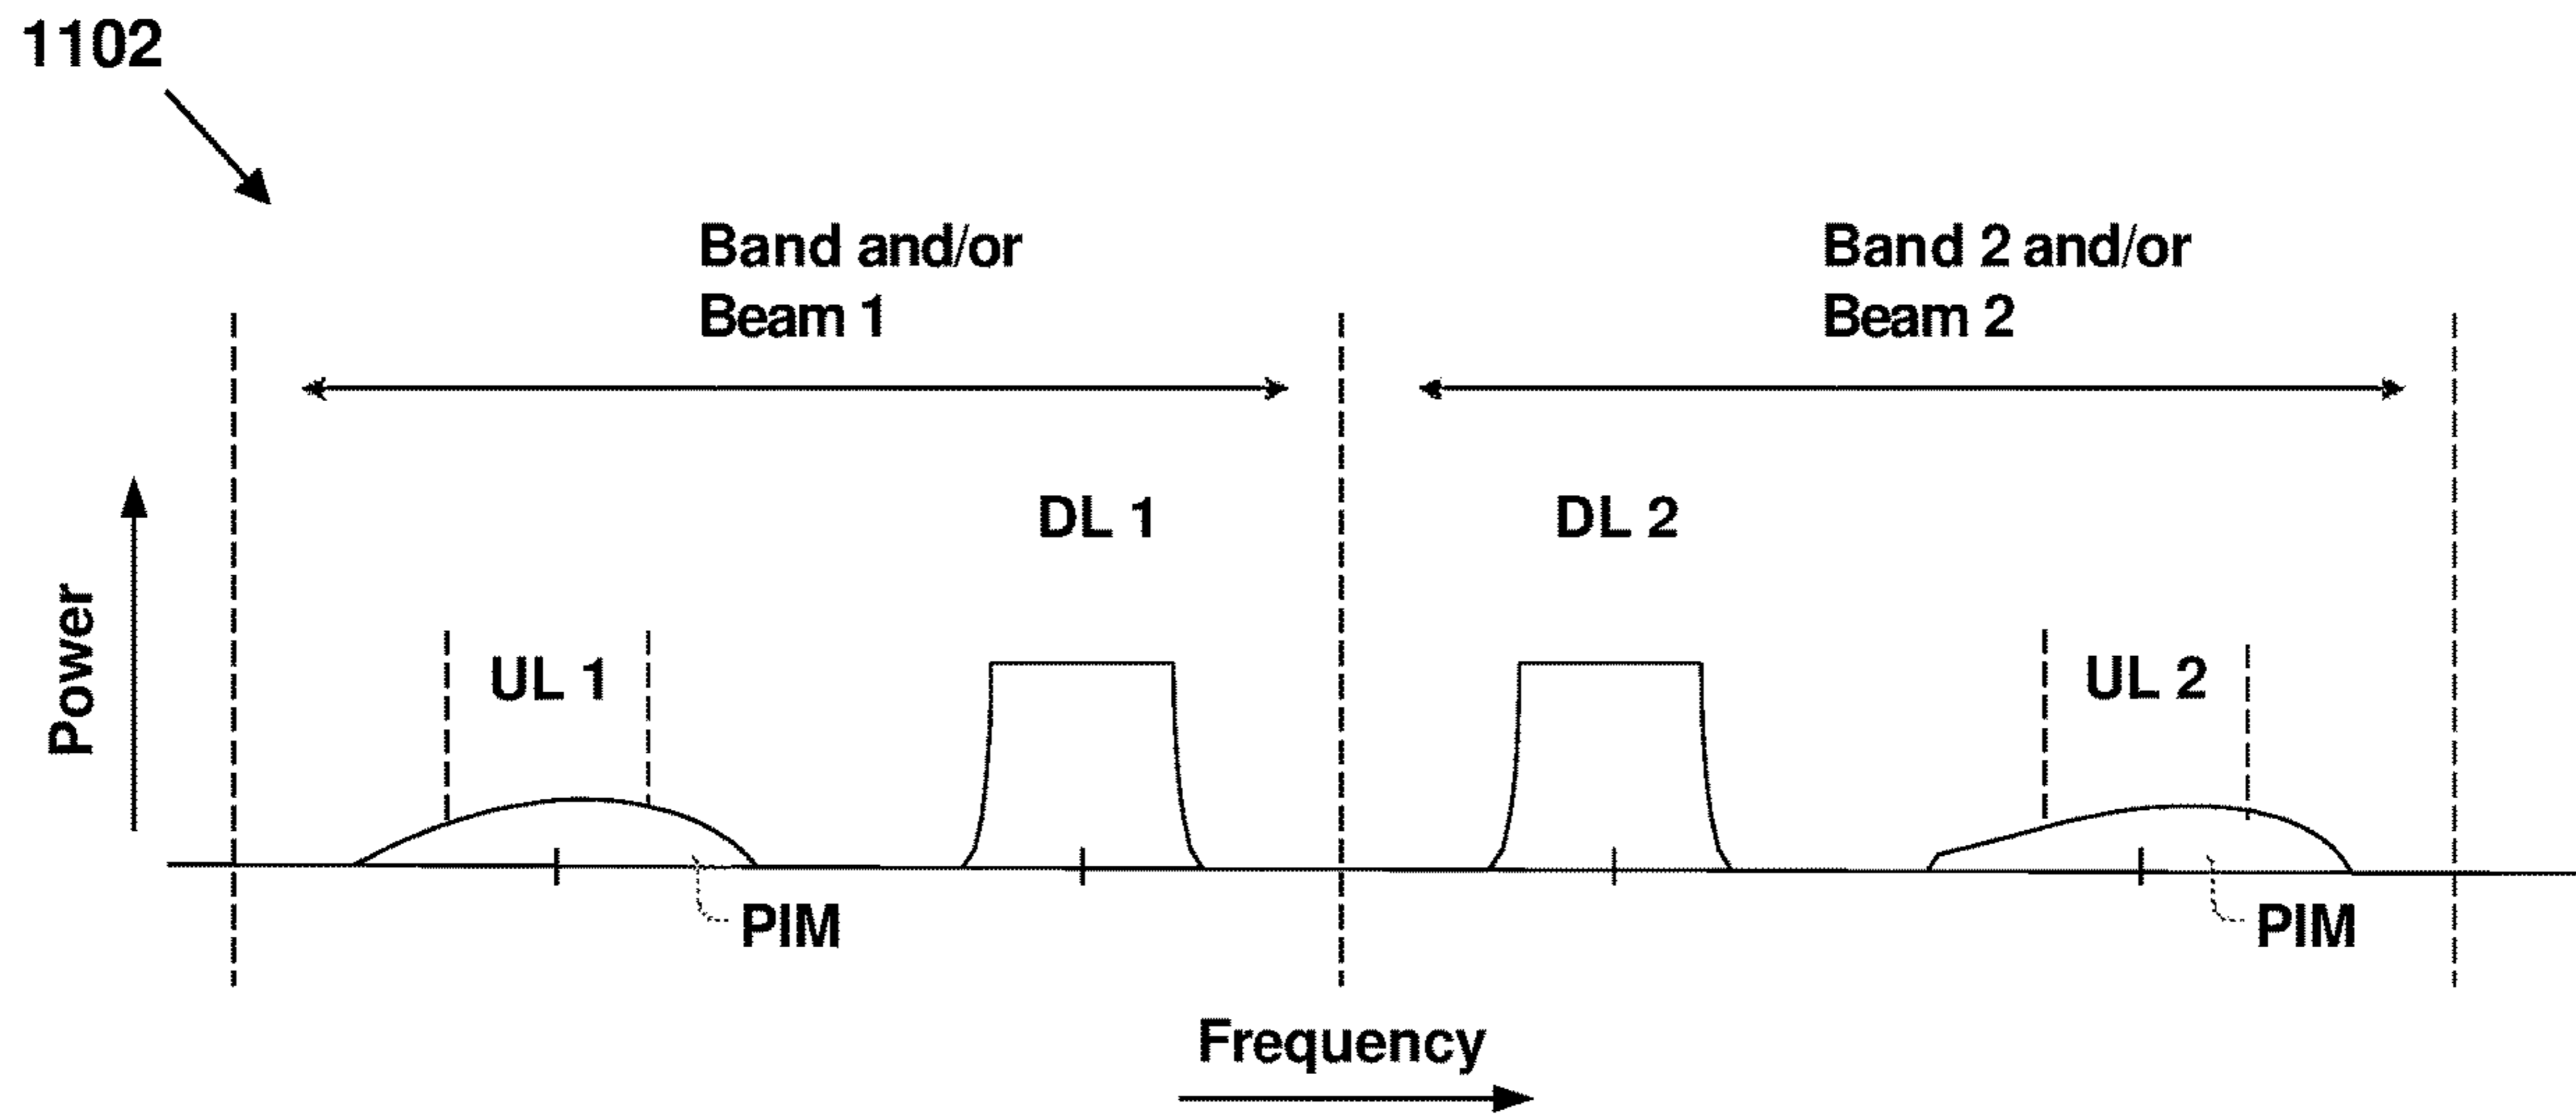 1102
Band and/or
Beam 1
Band 2 and/or
Beam 2
DL 1
DL 2
Power
UL 1
UL 2
PIM
PIM
Frequency